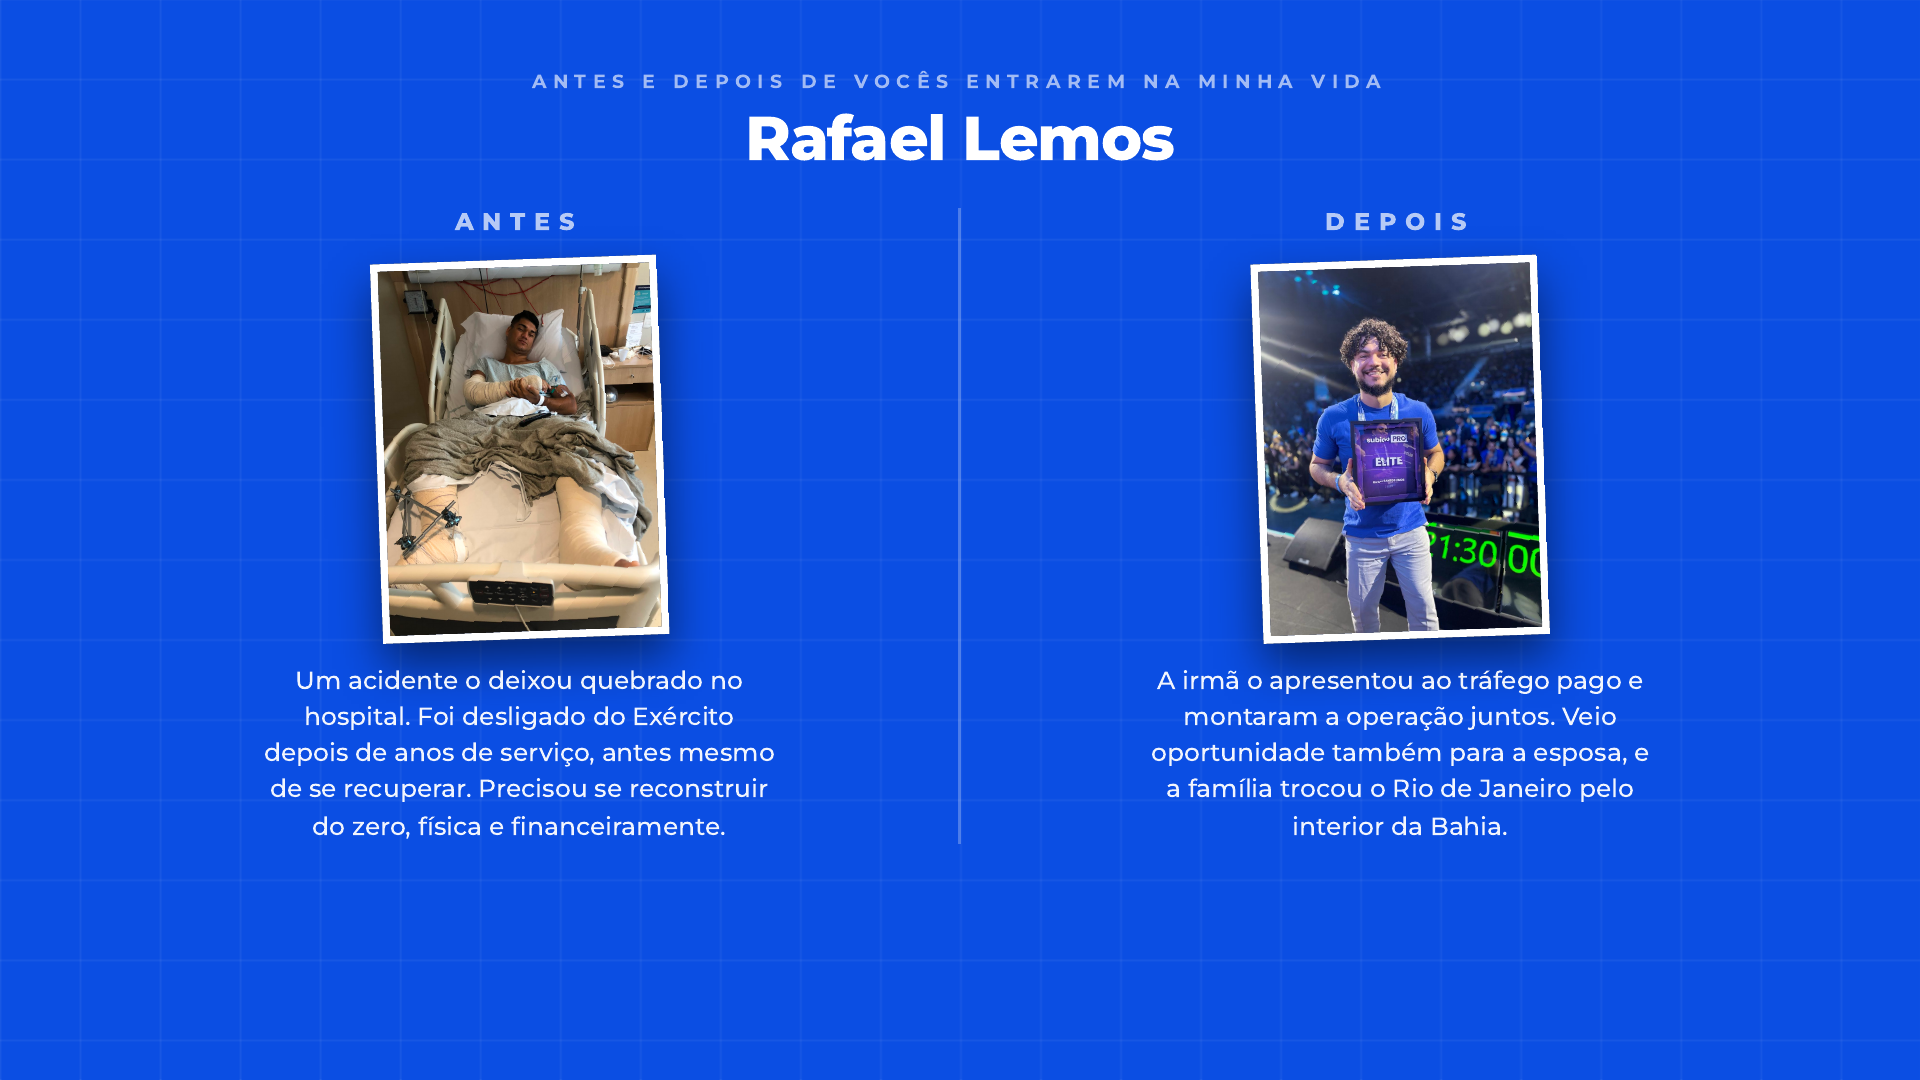 ANTES E DEPOIS DE VOCÊS ENTRAREM NA MINHA VIDA
Rafael Lemos
ANTES
Um acidente o deixou quebrado no
hospital. Foi desligado do Exército
depois de anos de serviço, antes mesmo
de se recuperar. Precisou se reconstruir
do zero, física e financeiramente.
DEPOIS
subido PRO
ELITE
21:30 00
A irmã o apresentou ao tráfego pago e
montaram a operação juntos. Veio
oportunidade também para a esposa, e
a família trocou o Rio de Janeiro pelo
interior da Bahia.